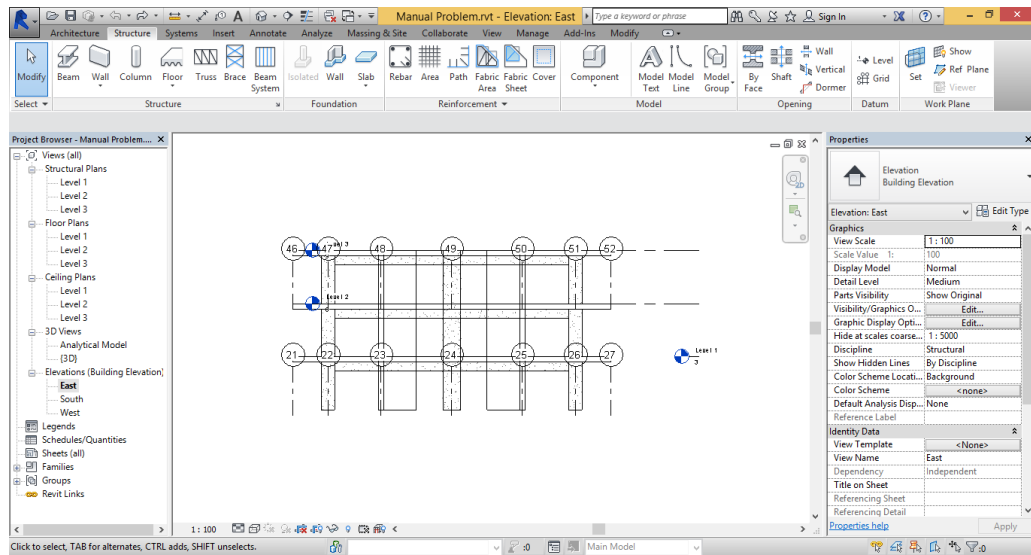 Manual Problem.rvt - Elevation: East
Type a keyword or phrase
Sign In
Architecture Structure Systems Insert Annotate Analyze Massing & Site Collaborate View Manage Add-Ins Modify
Modify Beam Wall Column Floor Truss Brace Beam System Isolated Wall Slab Rebar Area Path Fabric Area Fabric Sheet Cover Component Model Text Model Line Model Group By Face Shaft Wall Vertical Dormer Level Grid Set Show Ref Plane Viewer
Select Structure Foundation Reinforcement Model Opening Datum Work Plane
Project Browser - Manual Problem....
Views (all)
Structural Plans
Level 1
Level 2
Level 3
Floor Plans
Level 1
Level 2
Level 3
Ceiling Plans
Level 1
Level 2
Level 3
3D Views
Analytical Model
{3D}
Elevations (Building Elevation)
East
South
West
Legends
Schedules/Quantities
Sheets (all)
Families
Groups
Revit Links
2D
46 47 48 49 50 51 52
Level 3
Level 2
6
21 22 23 24 25 26 27
Level 1
3
Properties
Elevation
Building Elevation
Elevation: East
Edit Type
Graphics
View Scale 1 : 100
Scale Value 1: 100
Display Model Normal
Detail Level Medium
Parts Visibility Show Original
Visibility/Graphics O... Edit...
Graphic Display Opti... Edit...
Hide at scales coarse... 1 : 5000
Discipline Structural
Show Hidden Lines By Discipline
Color Scheme Locati... Background
Color Scheme <none>
Default Analysis Disp... None
Reference Label
Identity Data
View Template <None>
View Name East
Dependency Independent
Title on Sheet
Referencing Sheet
Referencing Detail
Properties help
Apply
1 : 100
Click to select, TAB for alternates, CTRL adds, SHIFT unselects.
:0
Main Model
:0